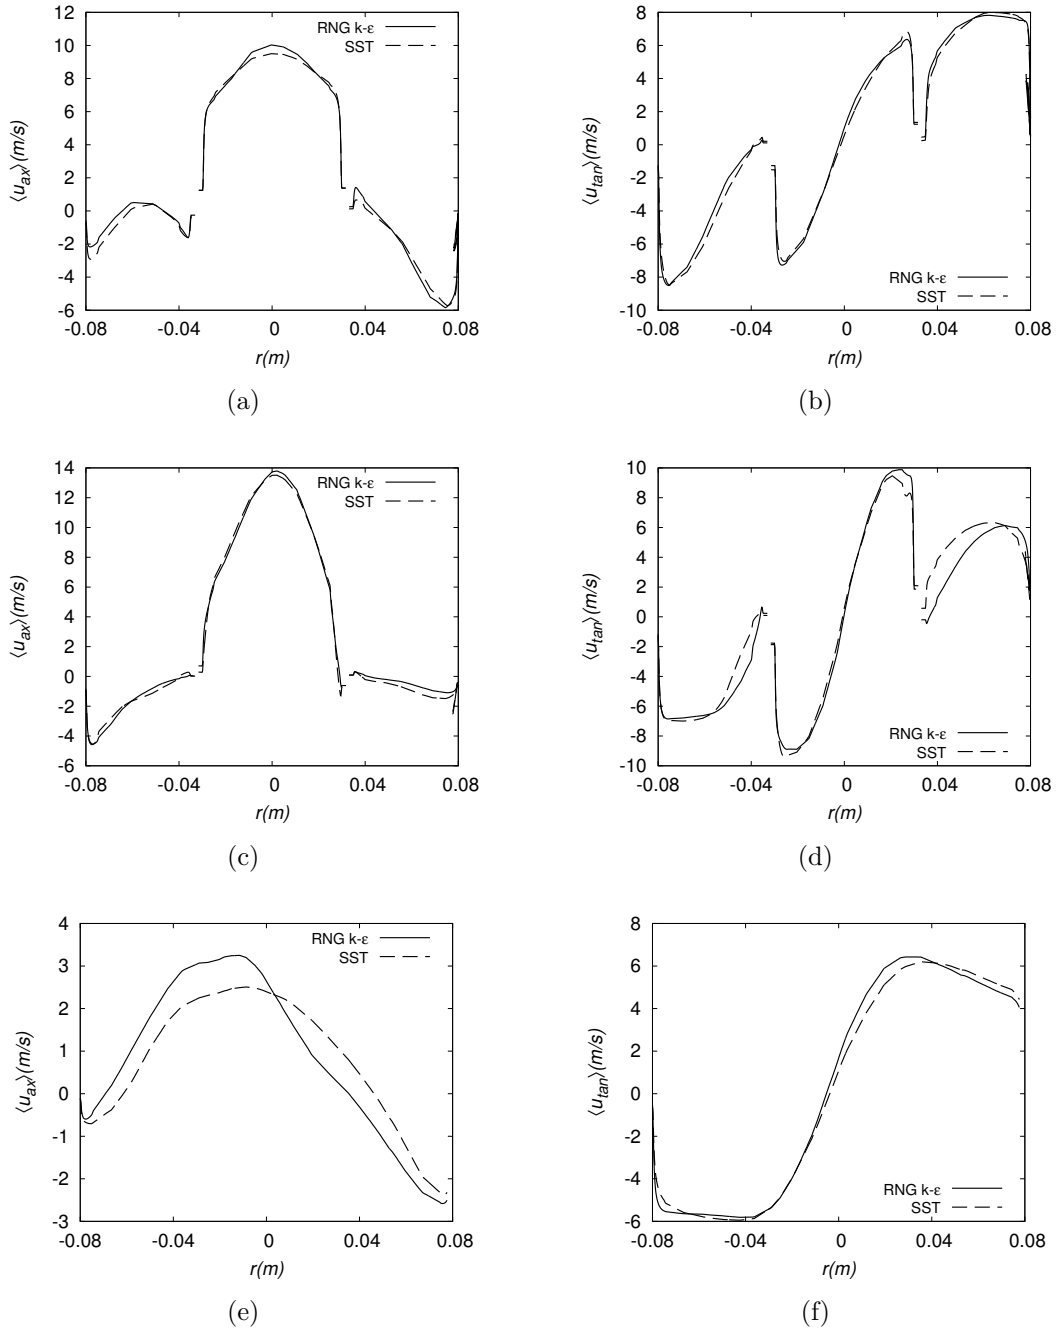 12
10
8
6
4
2
0
-2
-4
-6
-0.08
-0.04
0
0.04
0.08
⟨u_ax⟩(m/s)
r(m)
RNG k-ε
SST
(a)
8
6
4
2
0
-2
-4
-6
-8
-10
-0.08
-0.04
0
0.04
0.08
⟨u_tan⟩(m/s)
r(m)
RNG k-ε
SST
(b)
14
12
10
8
6
4
2
0
-2
-4
-6
-0.08
-0.04
0
0.04
0.08
⟨u_ax⟩(m/s)
r(m)
RNG k-ε
SST
(c)
10
8
6
4
2
0
-2
-4
-6
-8
-10
-0.08
-0.04
0
0.04
0.08
⟨u_tan⟩(m/s)
r(m)
RNG k-ε
SST
(d)
4
3
2
1
0
-1
-2
-3
-0.08
-0.04
0
0.04
0.08
⟨u_ax⟩(m/s)
r(m)
RNG k-ε
SST
(e)
8
6
4
2
0
-2
-4
-6
-0.08
-0.04
0
0.04
0.08
⟨u_tan⟩(m/s)
r(m)
RNG k-ε
SST
(f)